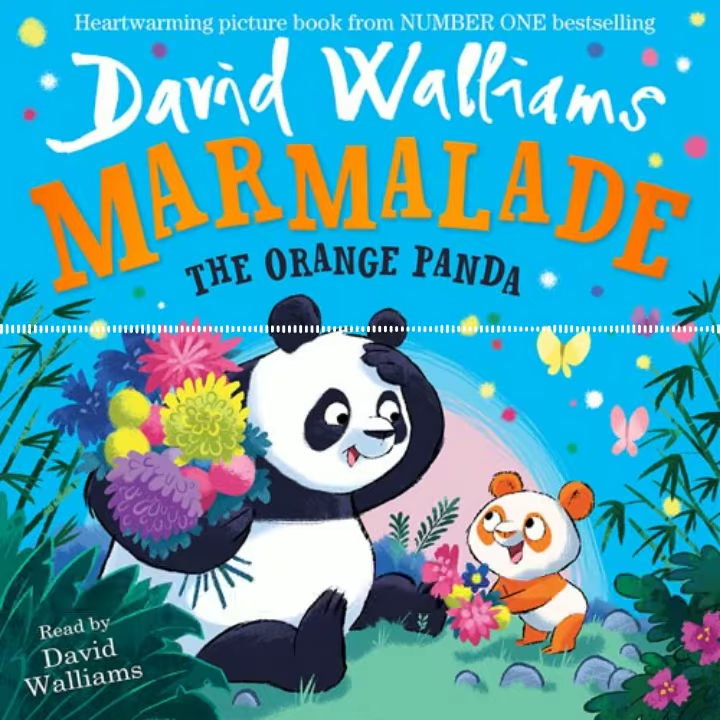 Heartwarming picture book from NUMBER ONE bestselling
David Walliams
MARMALADE
THE ORANGE PANDA
Read by
David
Walliams